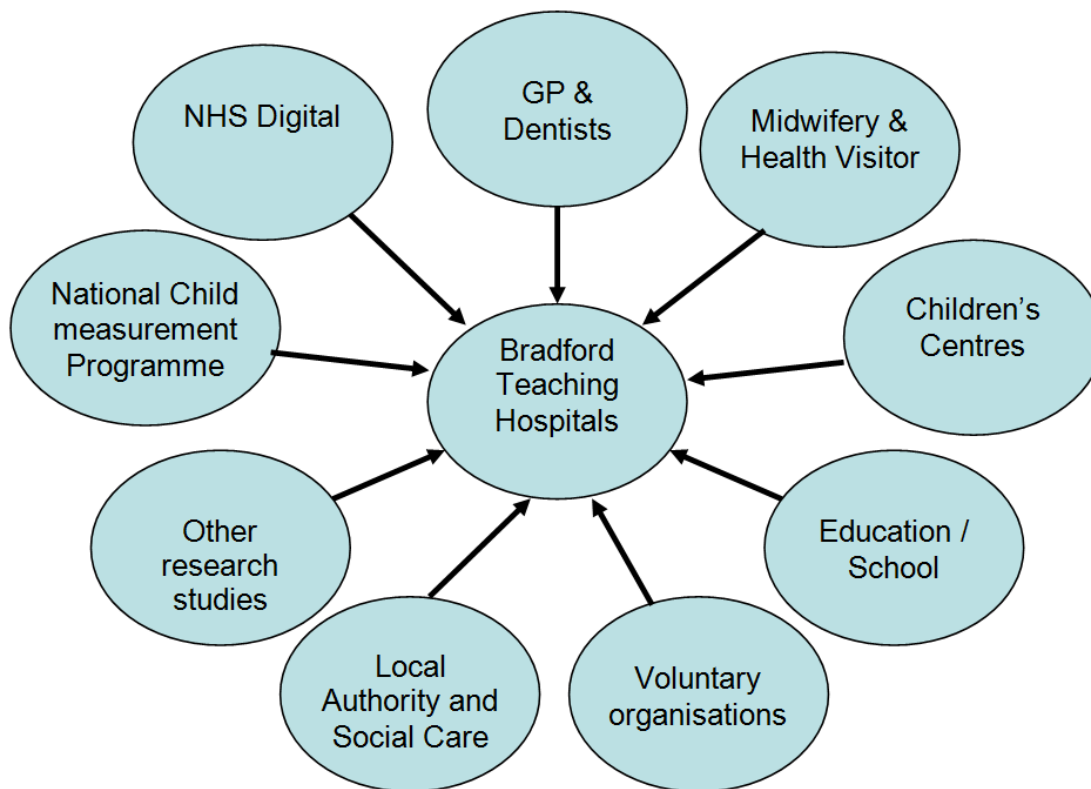 NHS Digital
GP &
Dentists
Midwifery &
Health Visitor
National Child
measurement
Programme
Children’s
Centres
Bradford
Teaching
Hospitals
Other
research
studies
Education /
School
Local
Authority and
Social Care
Voluntary
organisations